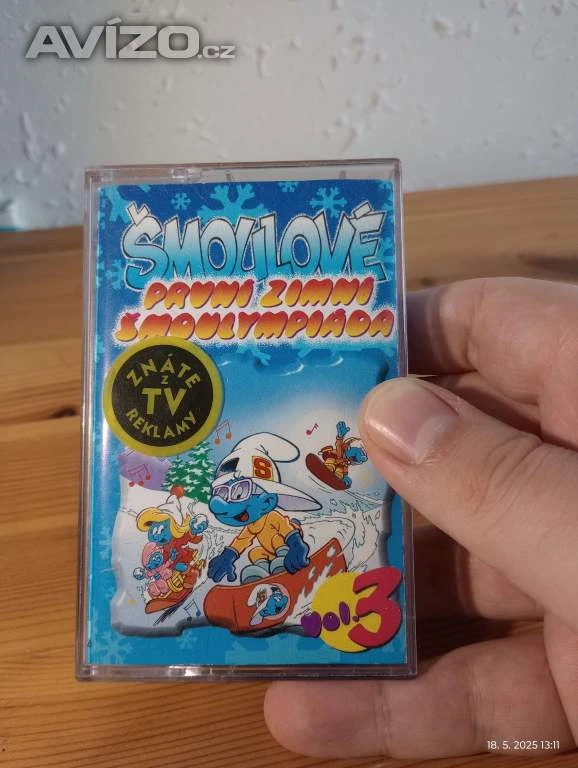 AVÍZO.cz
ŠMOULOVÉ
PRVNÍ ZIMNÍ
ŠMOULYMPIÁDA
ZNÁTE
Z
TV
REKLAMY
S
vol.3
18. 5. 2025 13:11